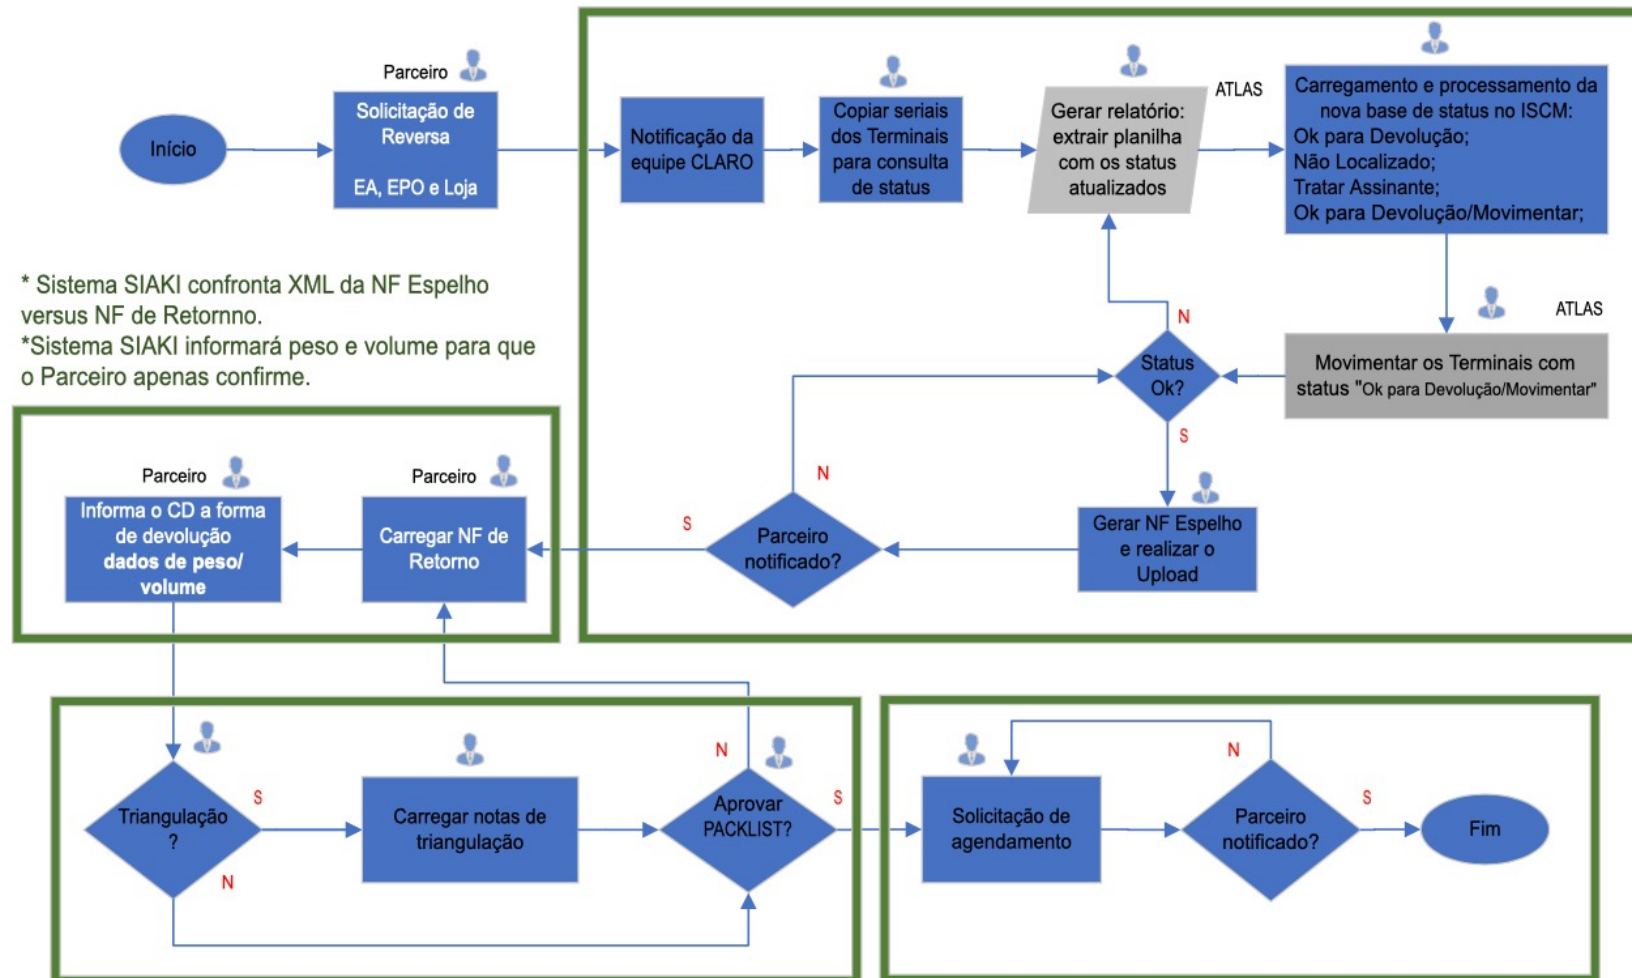 Parceiro
Solicitação de
Reversa
EA, EPO e Loja
Início
Notificação da
equipe CLARO
Copiar seriais
dos Terminais
para consulta
de status
ATLAS
Gerar relatório:
extrair planilha
com os status
atualizados
Carregamento e processamento da
nova base de status no ISCM:
Ok para Devolução;
Não Localizado;
Tratar Assinante;
Ok para Devolução/Movimentar;
* Sistema SIAKI confronta XML da NF Espelho
versus NF de Retornno.
*Sistema SIAKI informará peso e volume para que
o Parceiro apenas confirme.
ATLAS
Movimentar os Terminais com
status "Ok para Devolução/Movimentar"
N
Status
Ok?
S
Gerar NF Espelho
e realizar o
Upload
N
Parceiro
notificado?
S
Parceiro
Carregar NF de
Retorno
Parceiro
Informa o CD a forma
de devolução
dados de peso/
volume
Triangulação
?
S
N
Carregar notas de
triangulação
N
Aprovar
PACKLIST?
S
Solicitação de
agendamento
N
Parceiro
notificado?
S
Fim